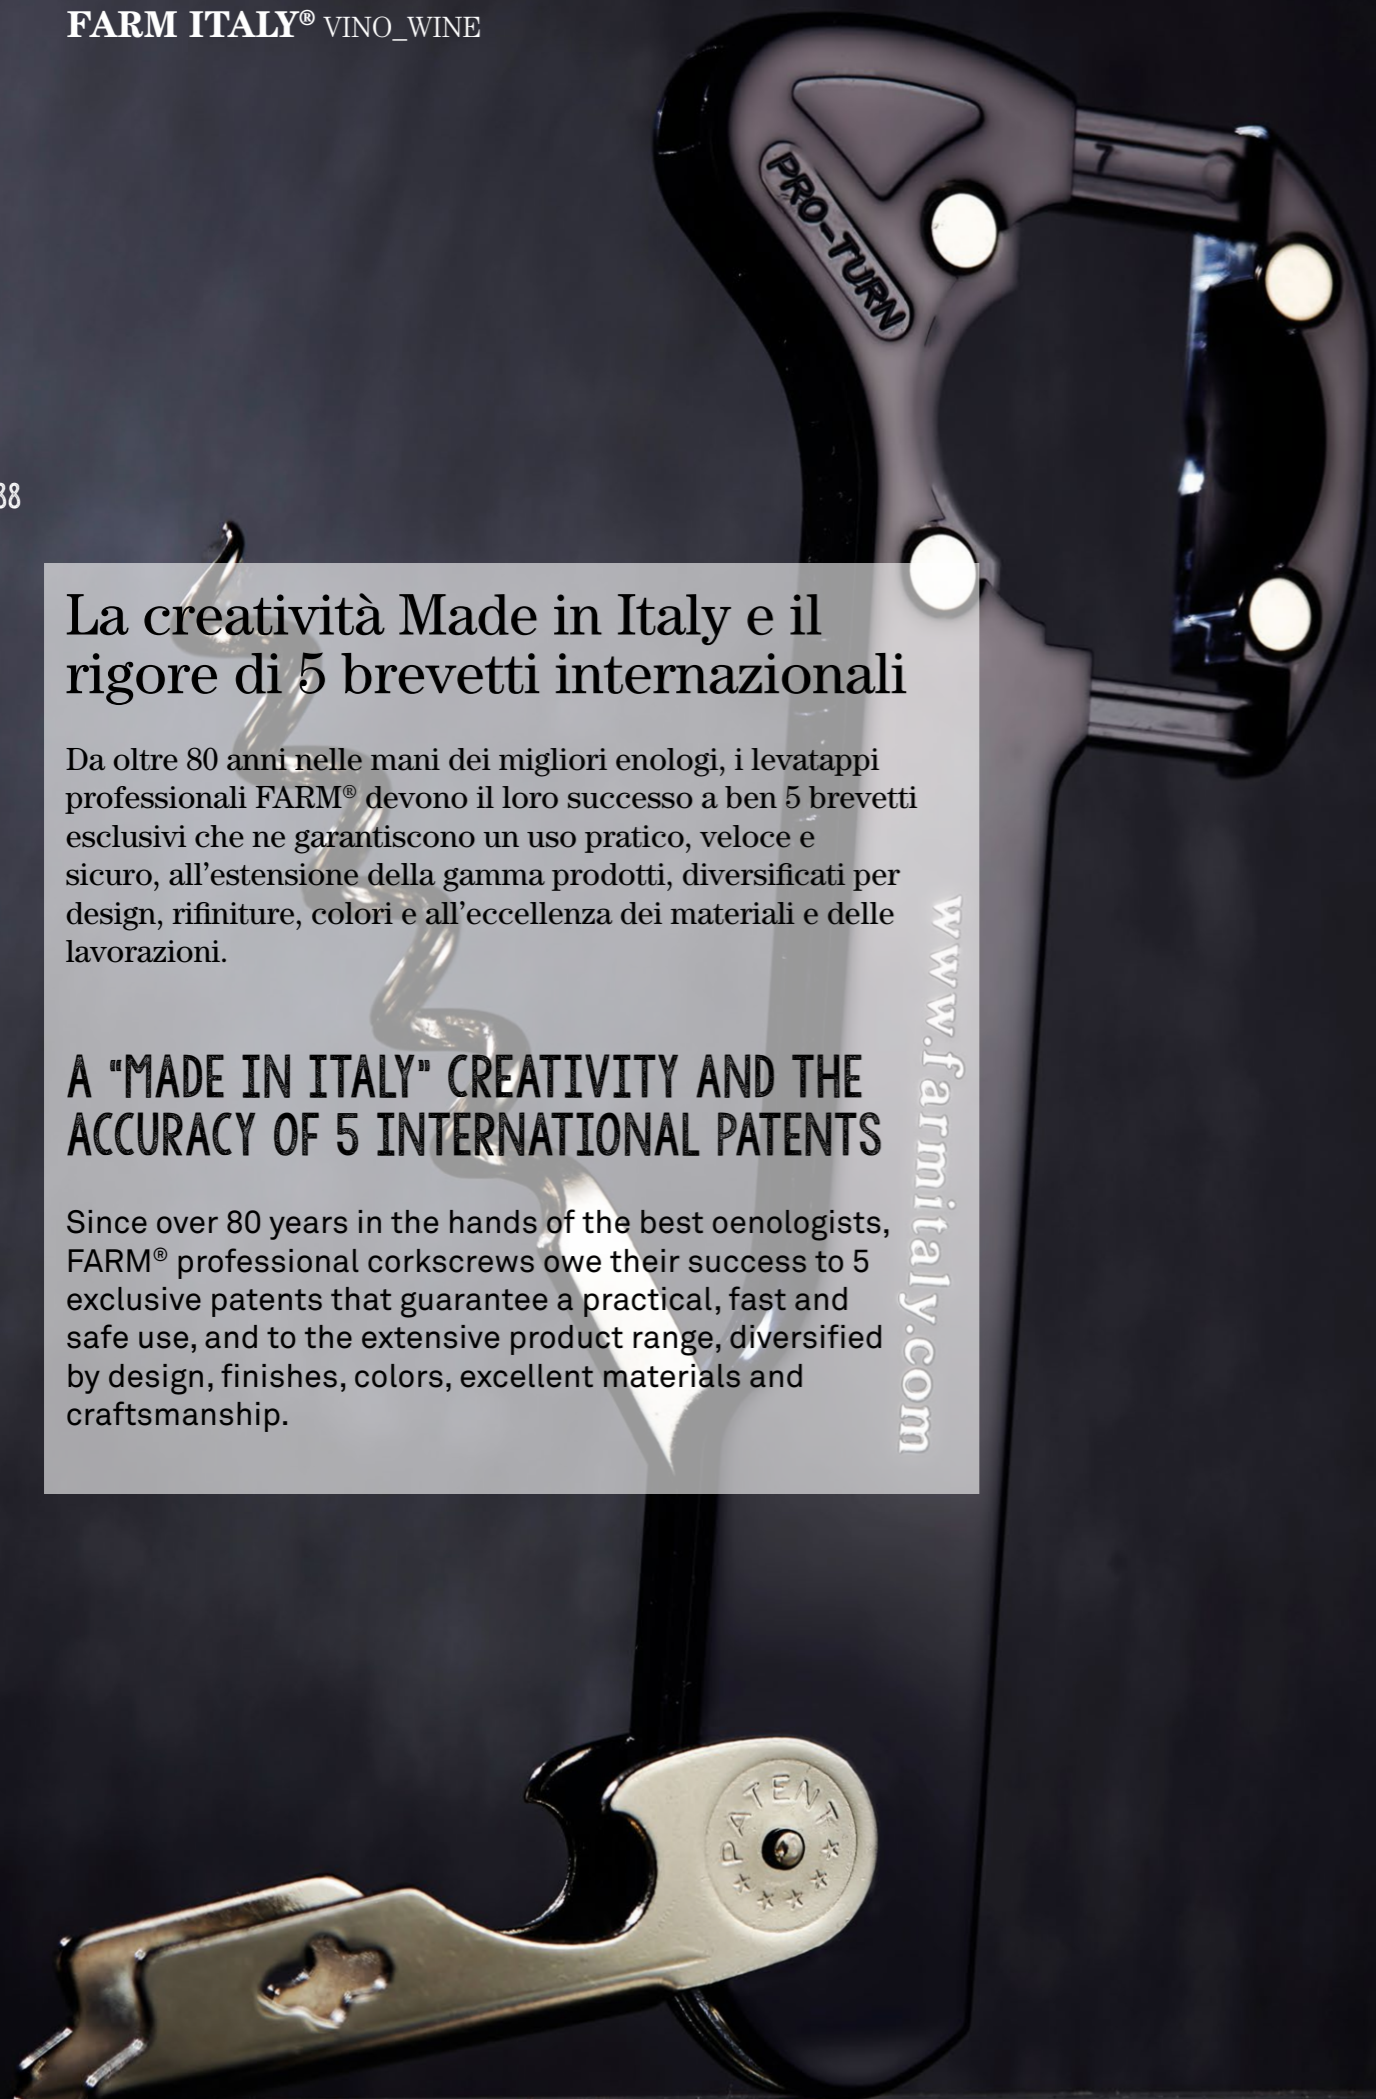 FARM ITALY® VINO_WINE
PRO-TURN
7
La creatività Made in Italy e il
rigore di 5 brevetti internazionali
Da oltre 80 anni nelle mani dei migliori enologi, i levatappi
professionali FARM® devono il loro successo a ben 5 brevetti
esclusivi che ne garantiscono un uso pratico, veloce e
sicuro, all’estensione della gamma prodotti, diversificati per
design, rifiniture, colori e all’eccellenza dei materiali e delle
lavorazioni.
A “MADE IN ITALY” CREATIVITY AND THE
ACCURACY OF 5 INTERNATIONAL PATENTS
Since over 80 years in the hands of the best oenologists,
FARM® professional corkscrews owe their success to 5
exclusive patents that guarantee a practical, fast and
safe use, and to the extensive product range, diversified
by design, finishes, colors, excellent materials and
craftsmanship.
www.farmitaly.com
PATENT